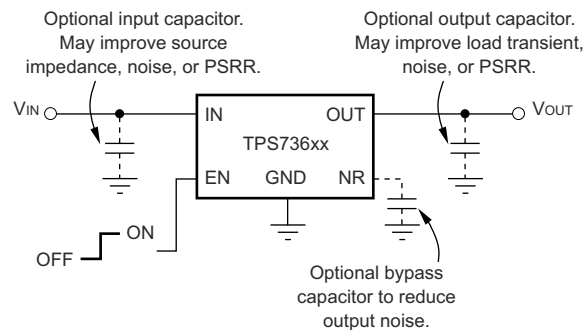 Optional input capacitor.
May improve source
impedance, noise, or PSRR.
Optional output capacitor.
May improve load transient,
noise, or PSRR.
VIN
IN
OUT
VOUT
TPS736xx
EN
GND
NR
ON
OFF
Optional bypass
capacitor to reduce
output noise.